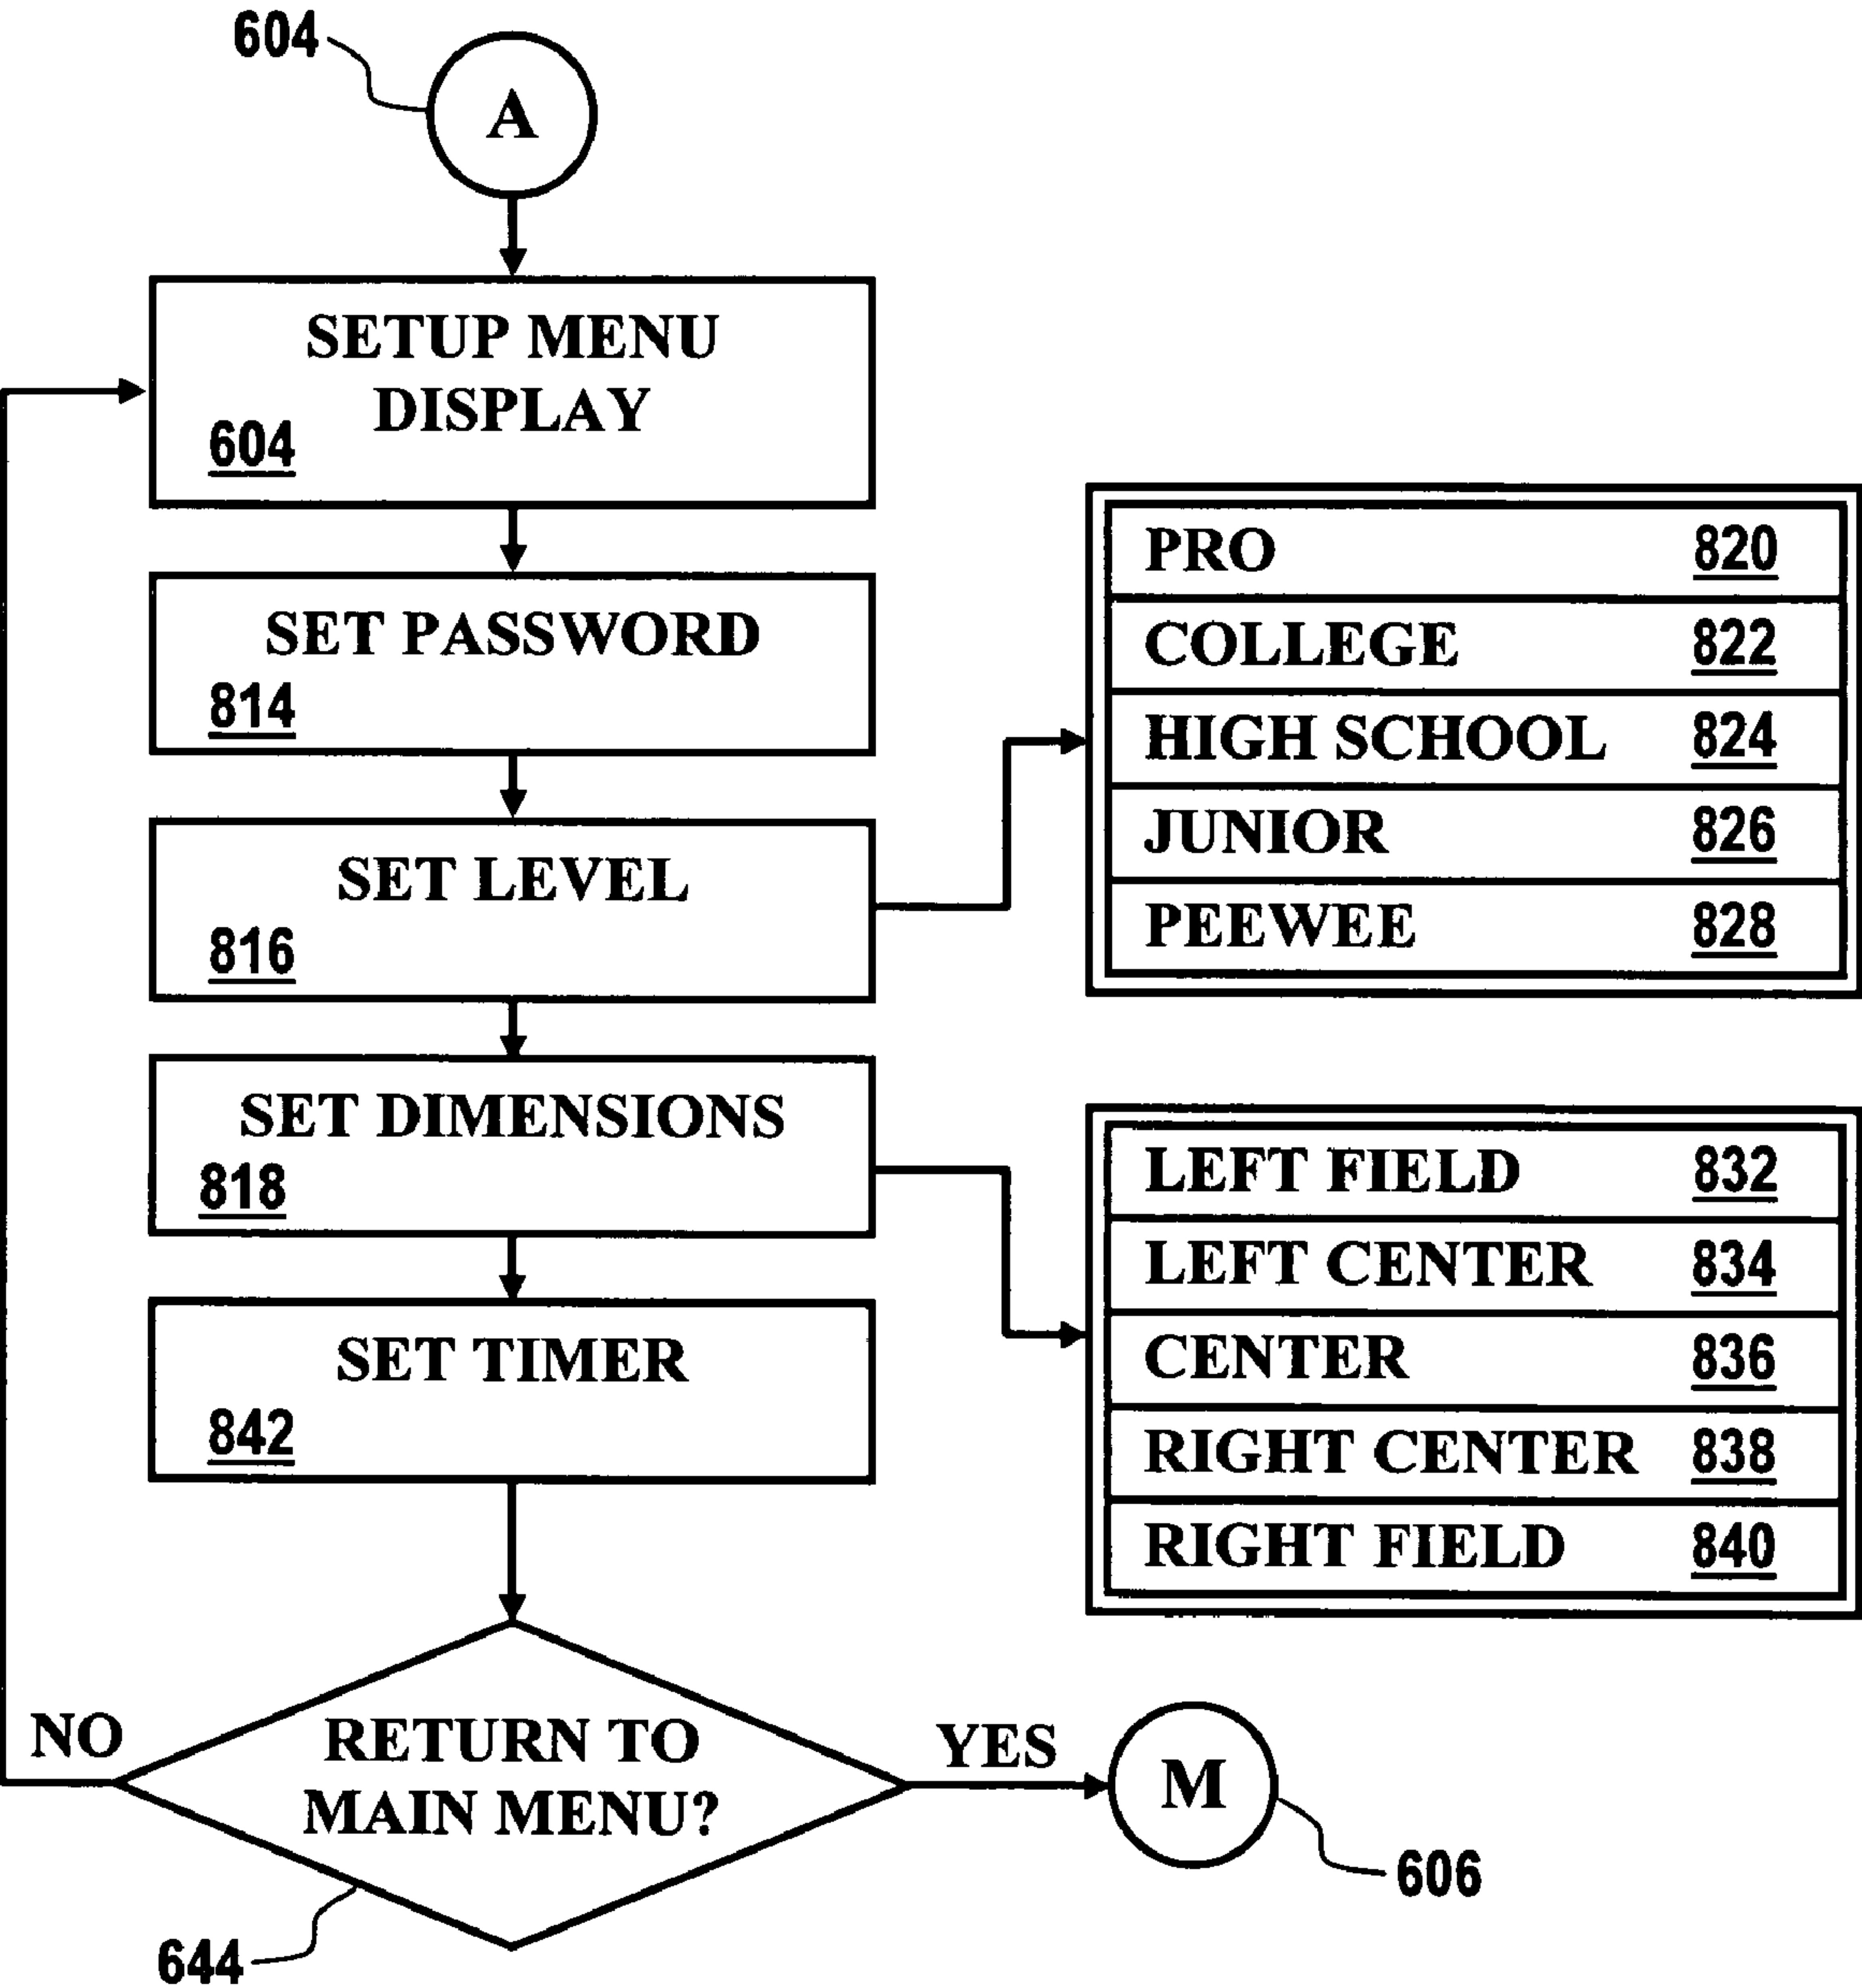 604
A
SETUP MENU
DISPLAY
604
SET PASSWORD
814
SET LEVEL
816
PRO 820
COLLEGE 822
HIGH SCHOOL 824
JUNIOR 826
PEEWEE 828
SET DIMENSIONS
818
LEFT FIELD 832
LEFT CENTER 834
CENTER 836
RIGHT CENTER 838
RIGHT FIELD 840
SET TIMER
842
RETURN TO
MAIN MENU?
644
NO
YES
M
606